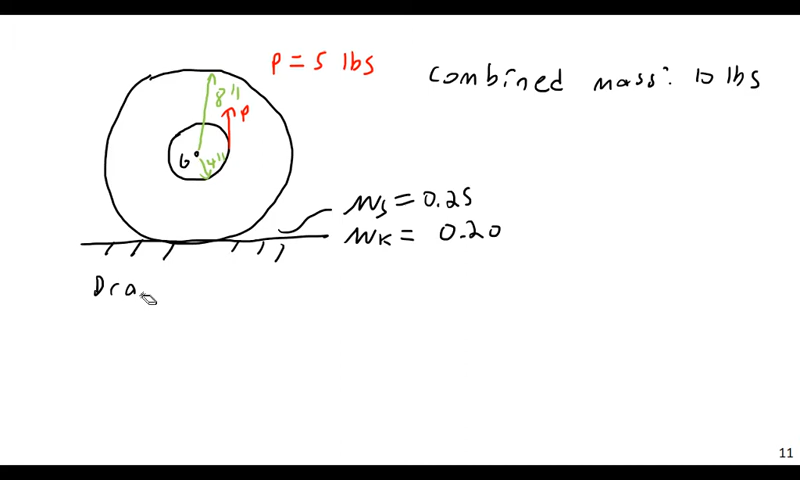 P = 5 lbs
Combined mass: 10 lbs
8"
P
G
4"
μs = 0.25
μk = 0.20
Dra
11